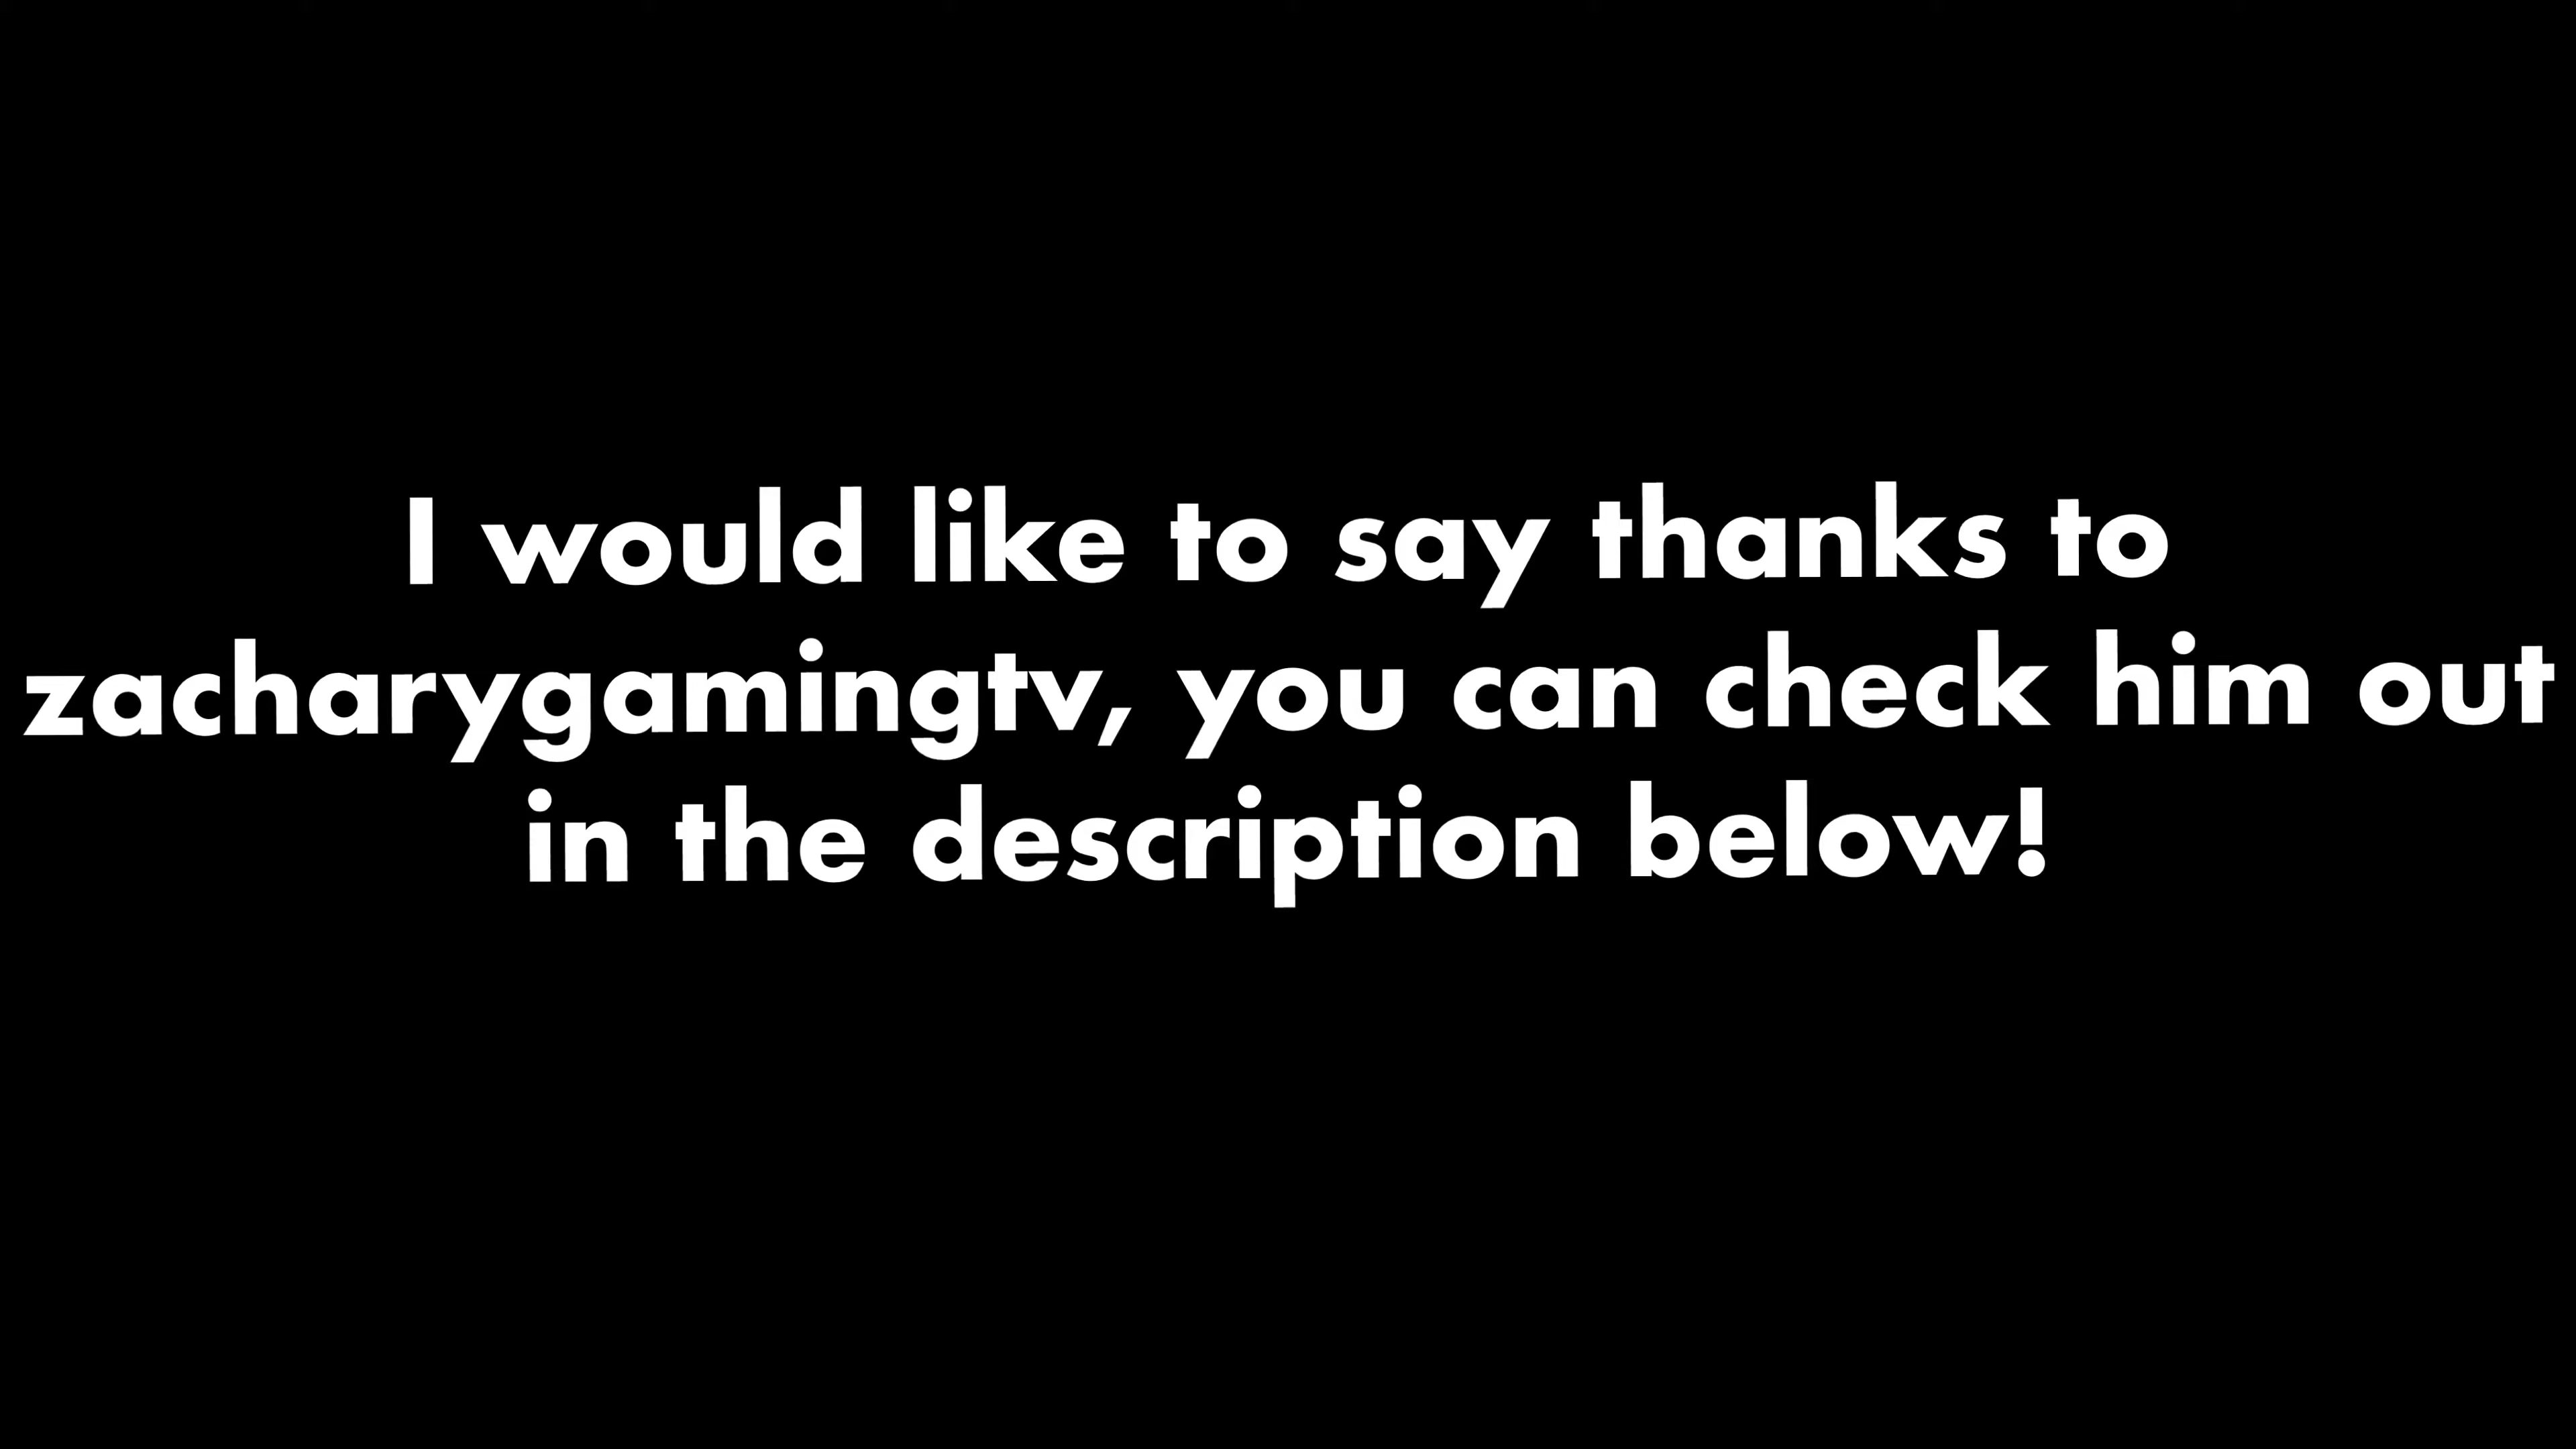 I would like to say thanks to
zacharygamingtv, you can check him out
in the description below!